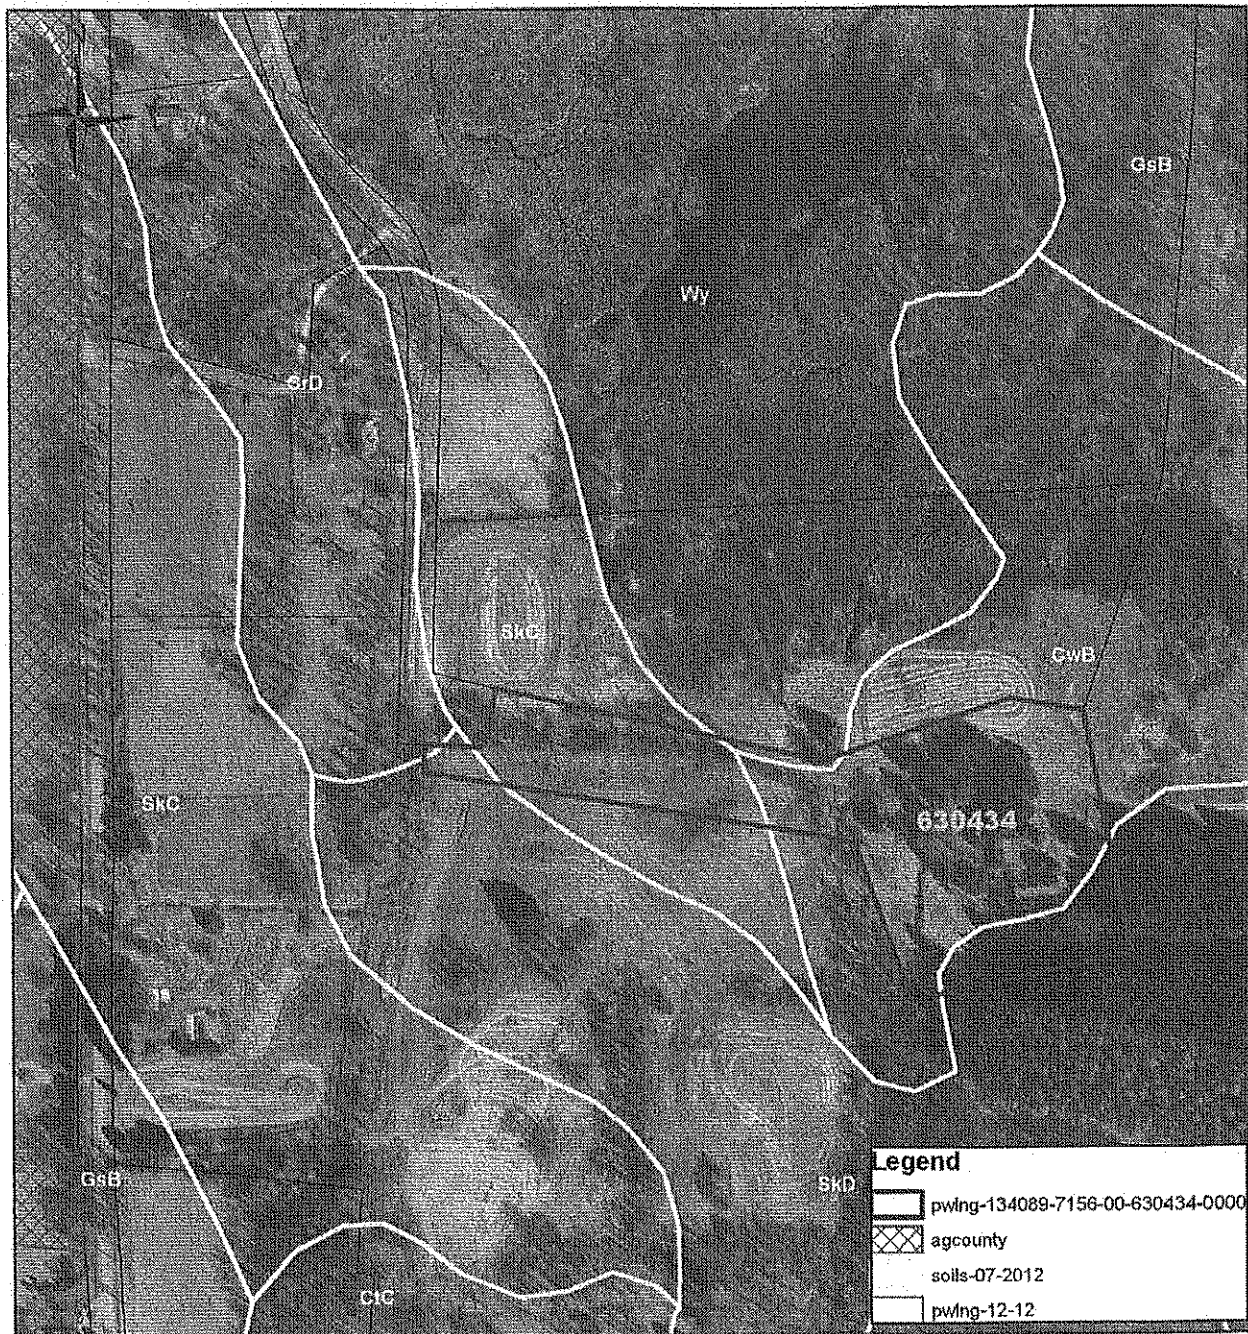 GsB
Wy
GrD
SkC
CwB
630434
SkC
GsB
SkD
CtC
Legend
pwlng-134089-7156-00-630434-0000
agcounty
soils-07-2012
pwlng-12-12